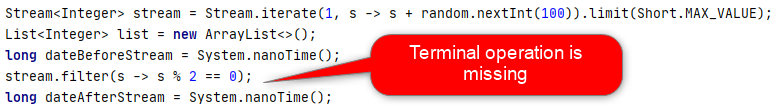 Stream<Integer> stream = Stream.iterate(1, s -> s + random.nextInt(100)).limit(Short.MAX_VALUE);
List<Integer> list = new ArrayList<>();
long dateBeforeStream = System.nanoTime();
stream.filter(s -> s % 2 == 0);
long dateAfterStream = System.nanoTime();
Terminal operation is
missing